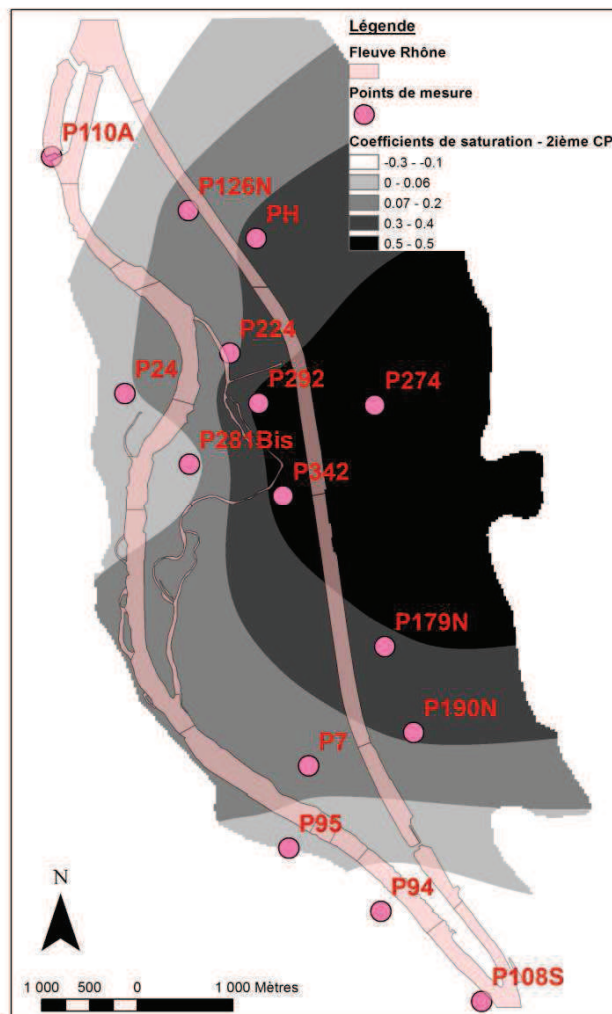 Légende
Fleuve Rhône
Points de mesure
Coefficients de saturation - 2ième CP
-0.3 - -0.1
0 - 0.06
0.07 - 0.2
0.3 - 0.4
0.5 - 0.5
P110A
P126N
PH
P224
P24
P292
P274
P281Bis
P342
P179N
P190N
P7
P95
P94
P108S
N
1 000 500 0 1 000 Mètres